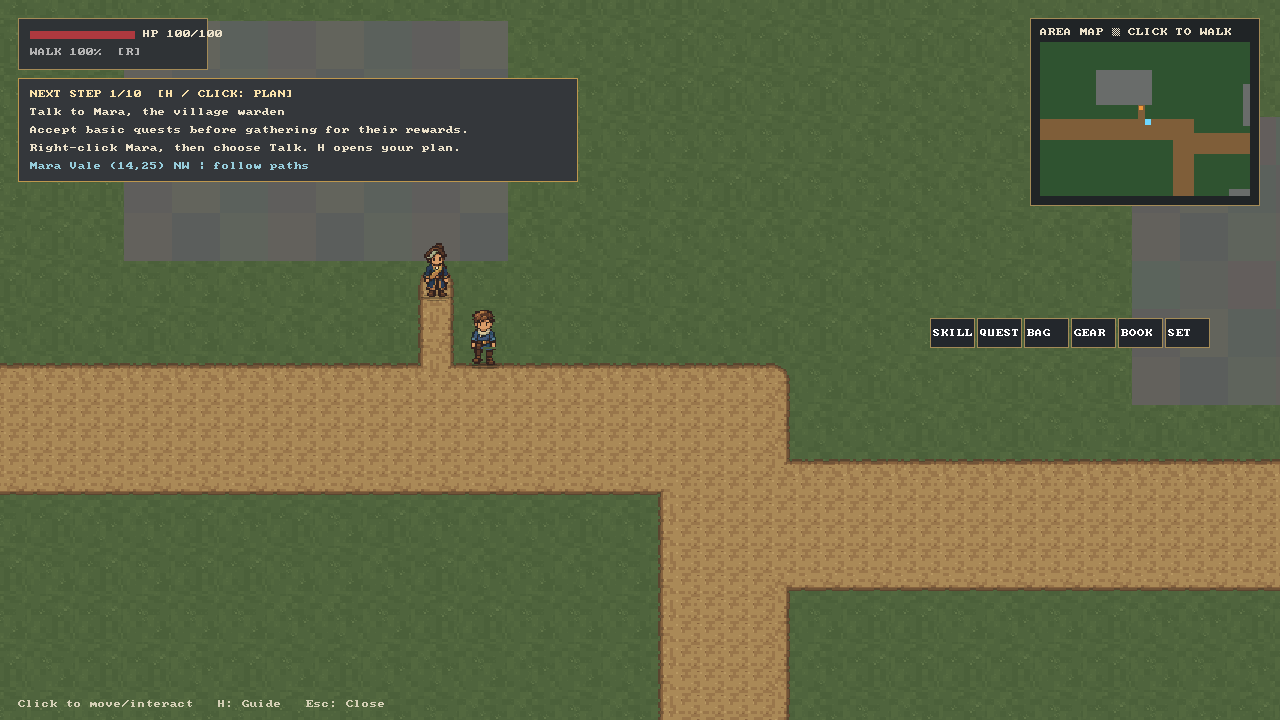 HP 100/100
WALK 100% [R]
NEXT STEP 1/10 [H / CLICK: PLAN]
Talk to Mara, the village warden
Accept basic quests before gathering for their rewards.
Right-click Mara, then choose Talk. H opens your plan.
Mara Vale (14,25) NW ¦ follow paths
AREA MAP ▒ CLICK TO WALK
SKILL QUEST BAG GEAR BOOK SET
Click to move/interact H: Guide Esc: Close